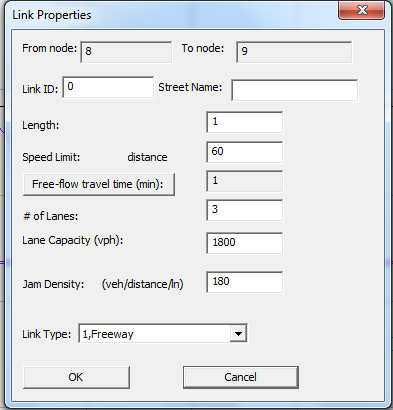 Link Properties
From node: 8 To node: 9
Link ID: 0 Street Name:
Length: 1
Speed Limit: distance 60
Free-flow travel time (min): 1
# of Lanes: 3
Lane Capacity (vph): 1800
Jam Density: (veh/distance/ln) 180
Link Type: 1,Freeway
OK Cancel